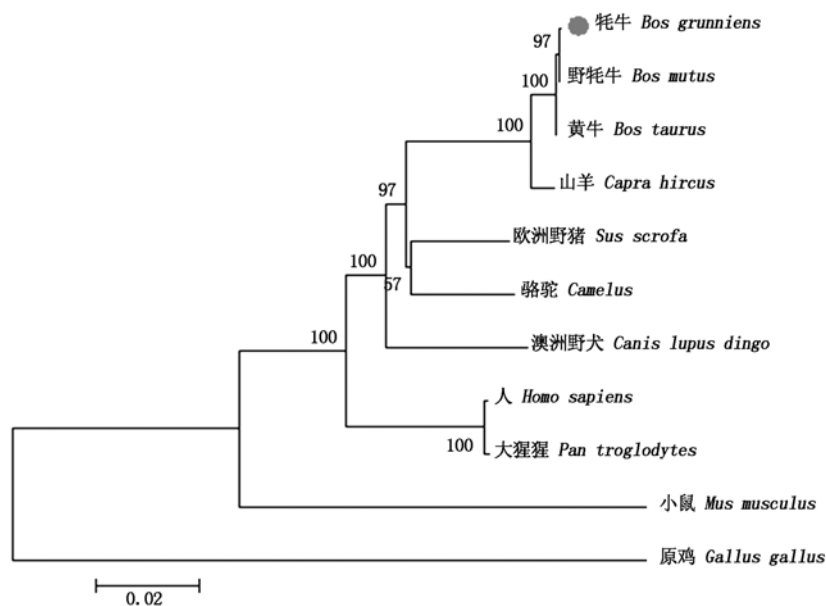 97
牦牛 Bos grunniens
野牦牛 Bos mutus
100
黄牛 Bos taurus
100
山羊 Capra hircus
97
欧洲野猪 Sus scrofa
100
57
骆驼 Camelus
100
澳洲野犬 Canis lupus dingo
人 Homo sapiens
100
大猩猩 Pan troglodytes
小鼠 Mus musculus
原鸡 Gallus gallus
0.02